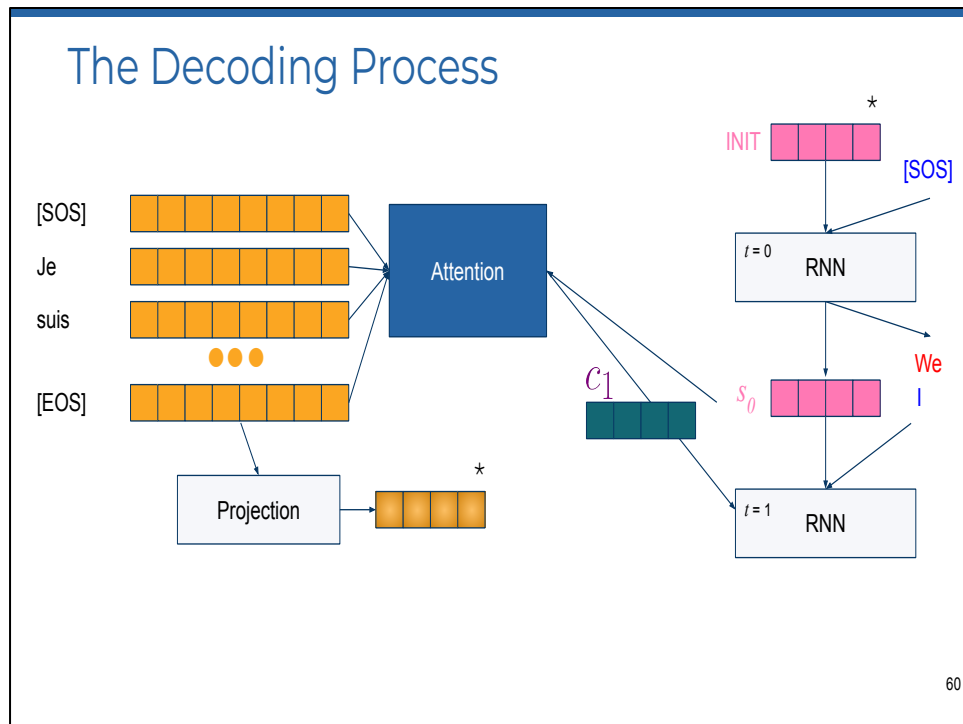 The Decoding Process
*
INIT
[SOS]
[SOS]
Je
suis
[EOS]
Attention
t = 0
RNN
We
I
c1
s0
*
Projection
t = 1
RNN
60